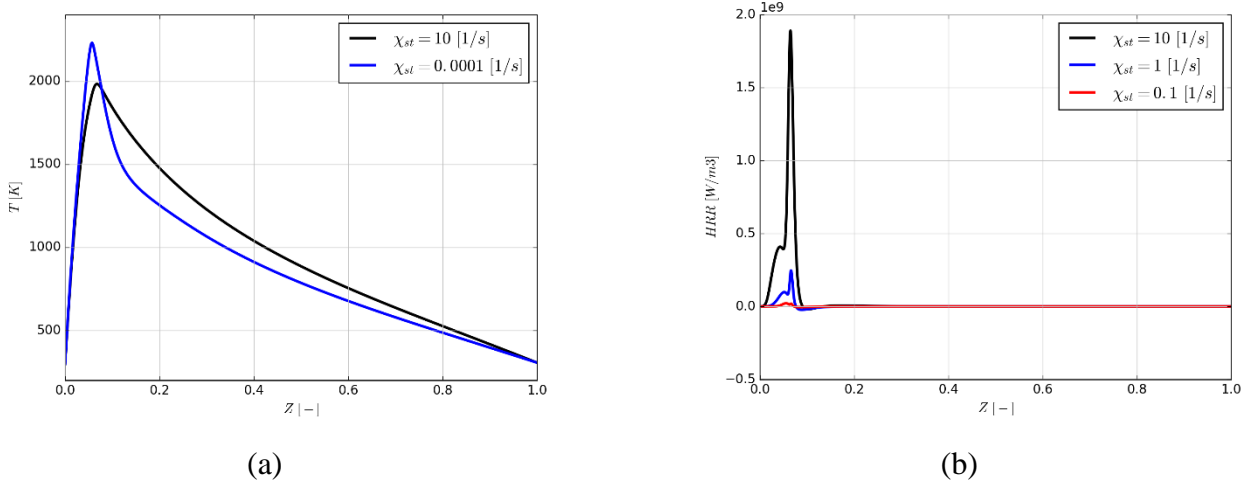 χst = 10 [1/s]
χst = 0.0001 [1/s]
2000
1500
1000
500
T [K]
0.0 0.2 0.4 0.6 0.8 1.0
Z [−]
(a)
1e9
χst = 10 [1/s]
χst = 1 [1/s]
χst = 0.1 [1/s]
2.0
1.5
1.0
0.5
0.0
−0.5
HRR [W/m3]
0.0 0.2 0.4 0.6 0.8 1.0
Z [−]
(b)